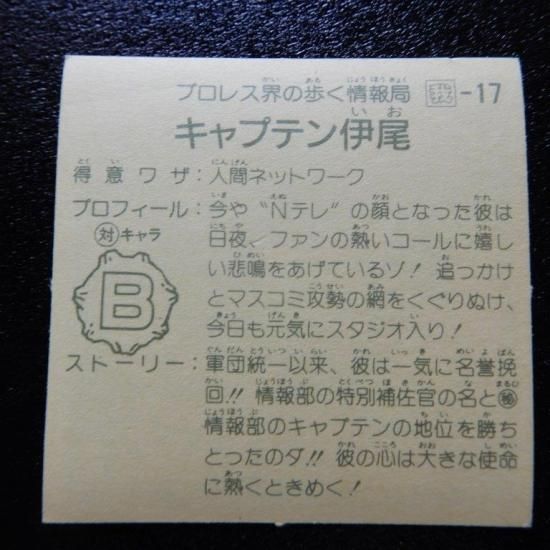 プロレス界の歩く情報局 -17
キャプテン伊尾
得意ワザ：人間ネットワーク
プロフィール：今や〝Nテレ〟の顔となった彼は
対キャラ
B
日夜、ファンの熱いコールに嬉し
い悲鳴をあげているゾ！追っかけ
とマスコミ攻勢の網をくぐりぬけ、
今日も元気にスタジオ入り！
ストーリー：軍団統一以来、彼は一気に名誉挽
回!!情報部の特別補佐官の名と㊙
情報部のキャプテンの地位を勝ち
とったのダ!!彼の心は大きな使命
に熱くときめく！